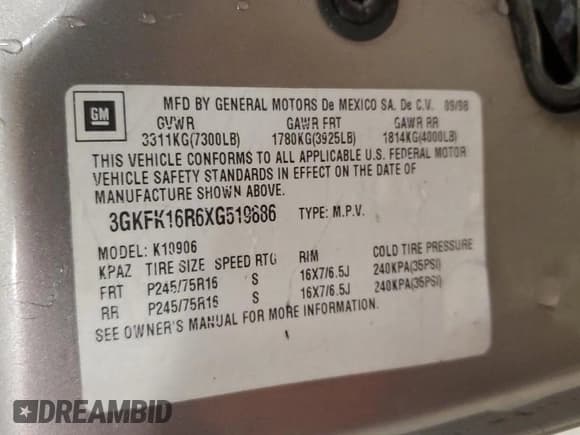 GM
MFD BY GENERAL MOTORS De MEXICO SA. De C.V. 09/98
GVWR GAWR FRT GAWR RR
3311KG(7300LB) 1780KG(3925LB) 1814KG(4000LB)
THIS VEHICLE CONFORMS TO ALL APPLICABLE U.S. FEDERAL MOTOR
VEHICLE SAFETY STANDARDS IN EFFECT ON THE DATE OF
MANUFACTURE SHOWN ABOVE.
3GKFK16R6XG519686 TYPE: M.P.V.
MODEL: K10906
KPAZ TIRE SIZE SPEED RTG RIM COLD TIRE PRESSURE
FRT P245/75R16 S 16X7/6.5J 240KPA(35PSI)
RR P245/75R16 S 16X7/6.5J 240KPA(35PSI)
SEE OWNER'S MANUAL FOR MORE INFORMATION.
DREAMBID